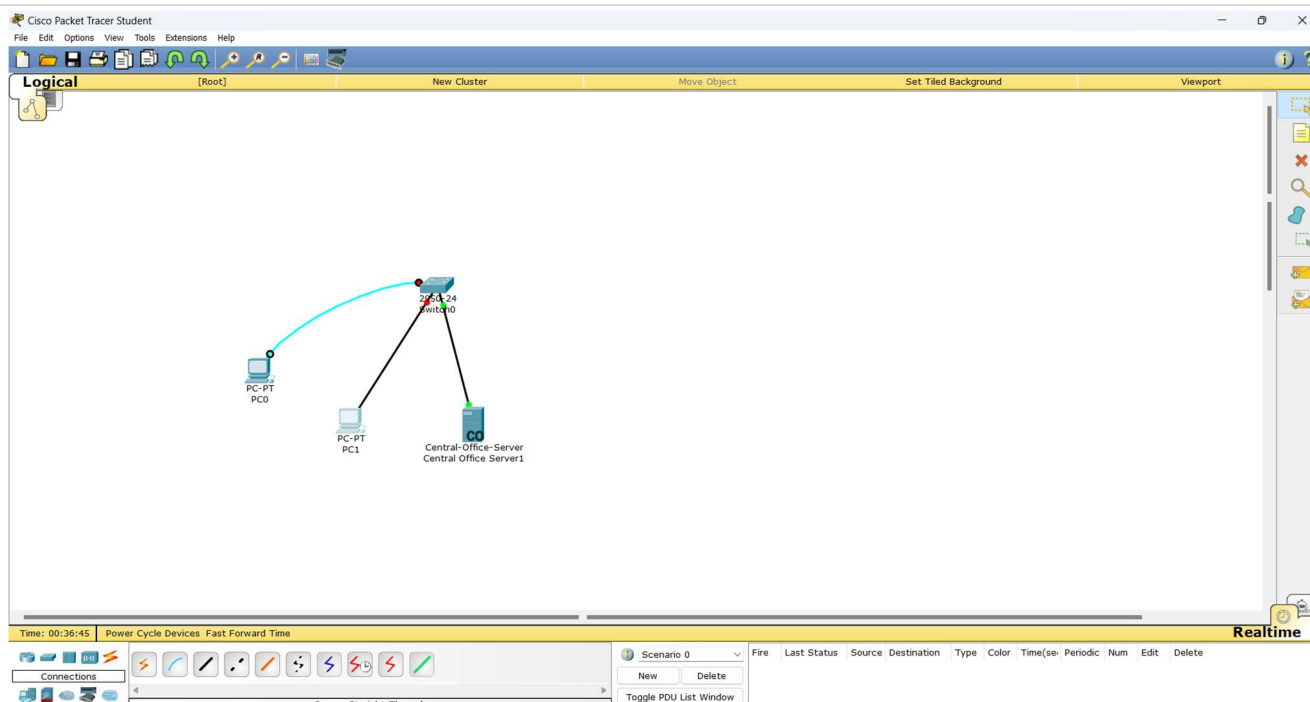 Cisco Packet Tracer Student
File Edit Options View Tools Extensions Help
Logical [Root] New Cluster Move Object Set Tiled Background Viewport
2950-24
Switch0
PC-PT
PC0
PC-PT
PC1
CO
Central-Office-Server
Central Office Server1
Time: 00:36:45 Power Cycle Devices Fast Forward Time Realtime
Scenario 0 Fire Last Status Source Destination Type Color Time(se Periodic Num Edit Delete
Connections
New Delete
Toggle PDU List Window